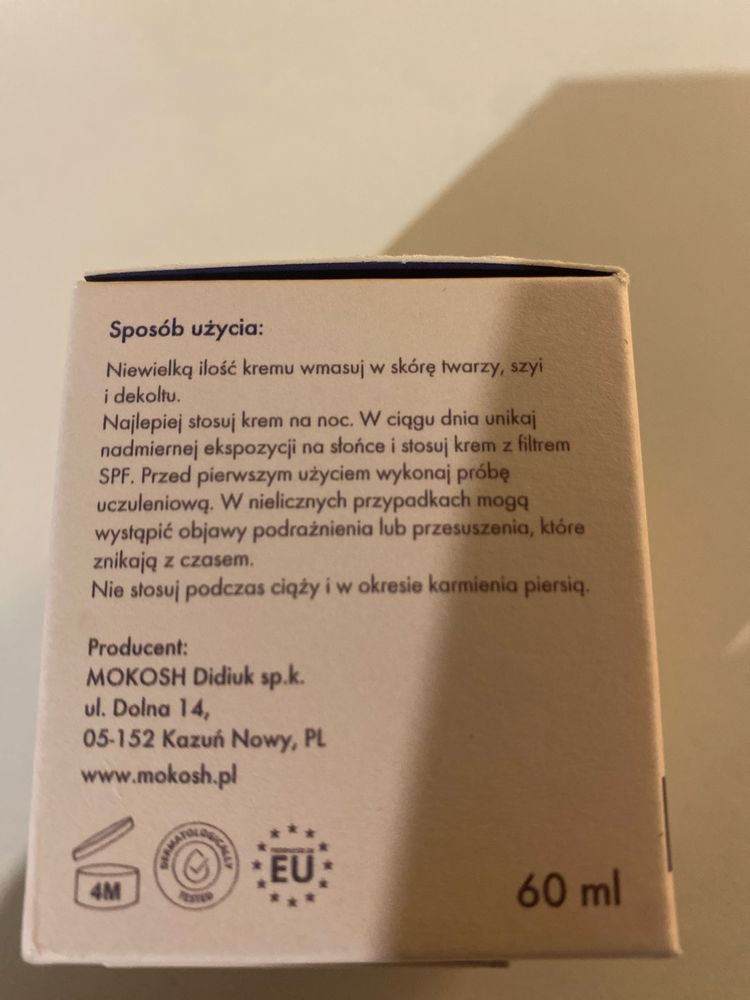 Sposób użycia:
Niewielką ilość kremu wmasuj w skórę twarzy, szyi
i dekoltu.
Najlepiej stosuj krem na noc. W ciągu dnia unikaj
nadmiernej ekspozycji na słońce i stosuj krem z filtrem
SPF. Przed pierwszym użyciem wykonaj próbę
uczuleniową. W nielicznych przypadkach mogą
wystąpić objawy podrażnienia lub przesuszenia, które
znikają z czasem.
Nie stosuj podczas ciąży i w okresie karmienia piersią.
Producent:
MOKOSH Didiuk sp.k.
ul. Dolna 14,
05-152 Kazuń Nowy, PL
www.mokosh.pl
4M
DERMATOLOGICALLY
TESTED
EU
60 ml